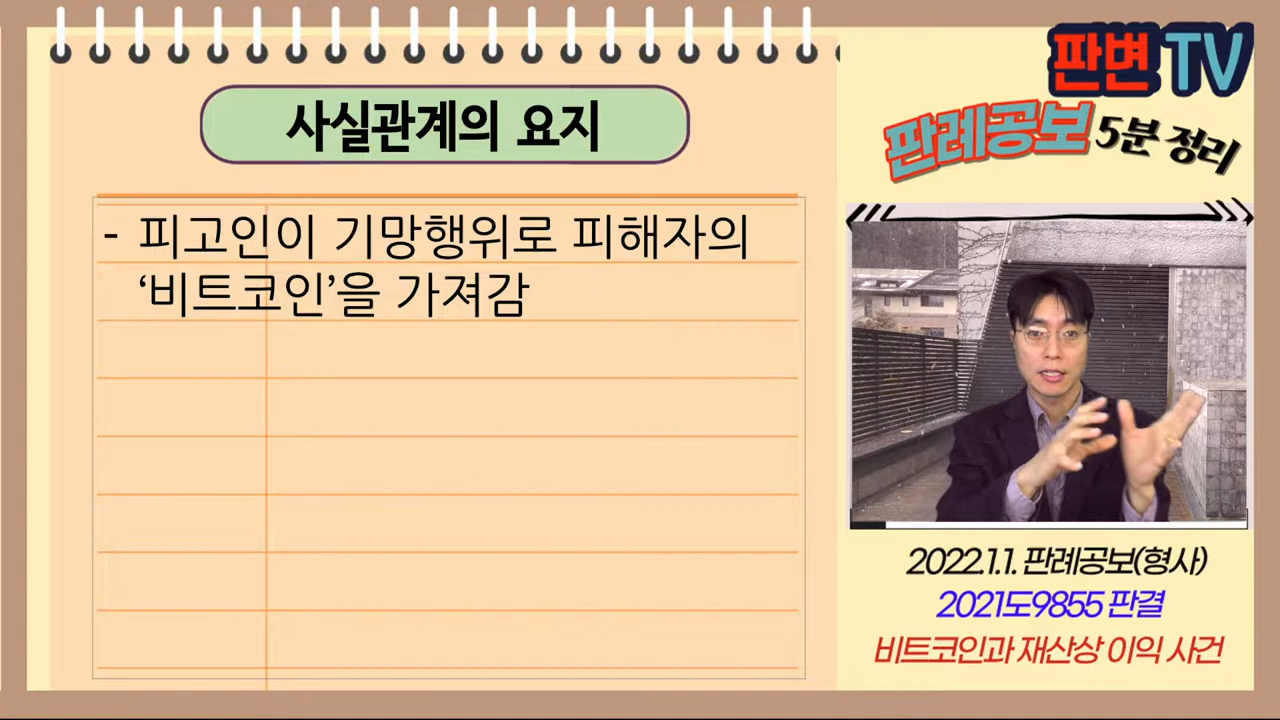 사실관계의 요지
- 피고인이 기망행위로 피해자의
‘비트코인’을 가져감
판변 TV
판례공보 5분 정리
2022.1.1. 판례공보(형사)
2021도9855 판결
비트코인과 재산상 이익 사건